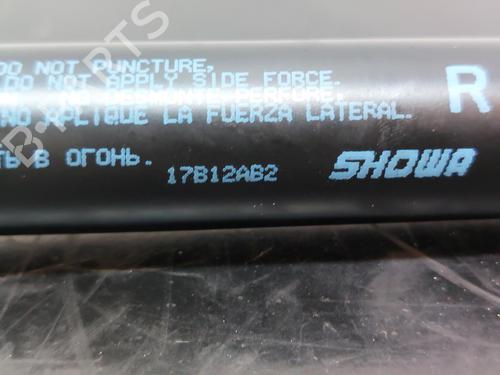 DO NOT PUNCTURE,
DO NOT APPLY SIDE FORCE.
NO APLIQUE LA FUERZA LATERAL.
R
ТЬ В ОГОНЬ.
17B12AB2
SHOWA